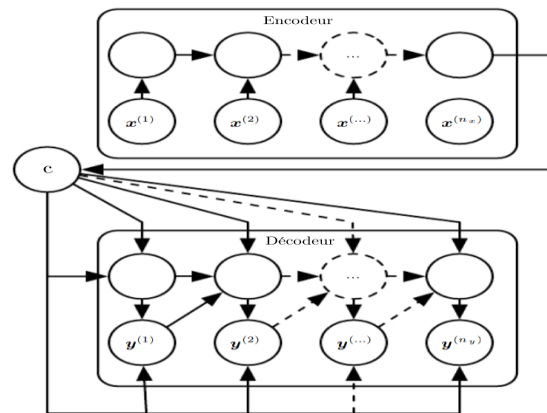 Encodeur
...
x^(1) x^(2) x^(...) x^(n_x)
c
Décodeur
...
y^(1) y^(2) y^(...) y^(n_y)